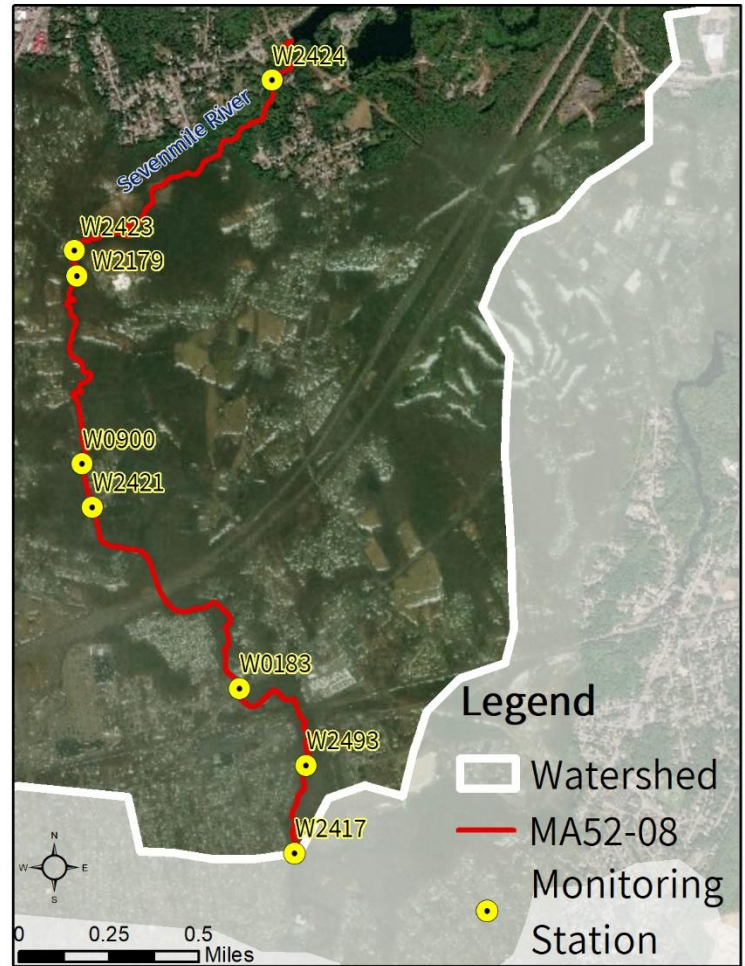 W2424
Sevenmile River
W2423
W2179
W0900
W2421
W0183
Legend
W2493
Watershed
W2417
MA52-08
Monitoring
Station
N
W E
S
0 0.25 0.5
Miles